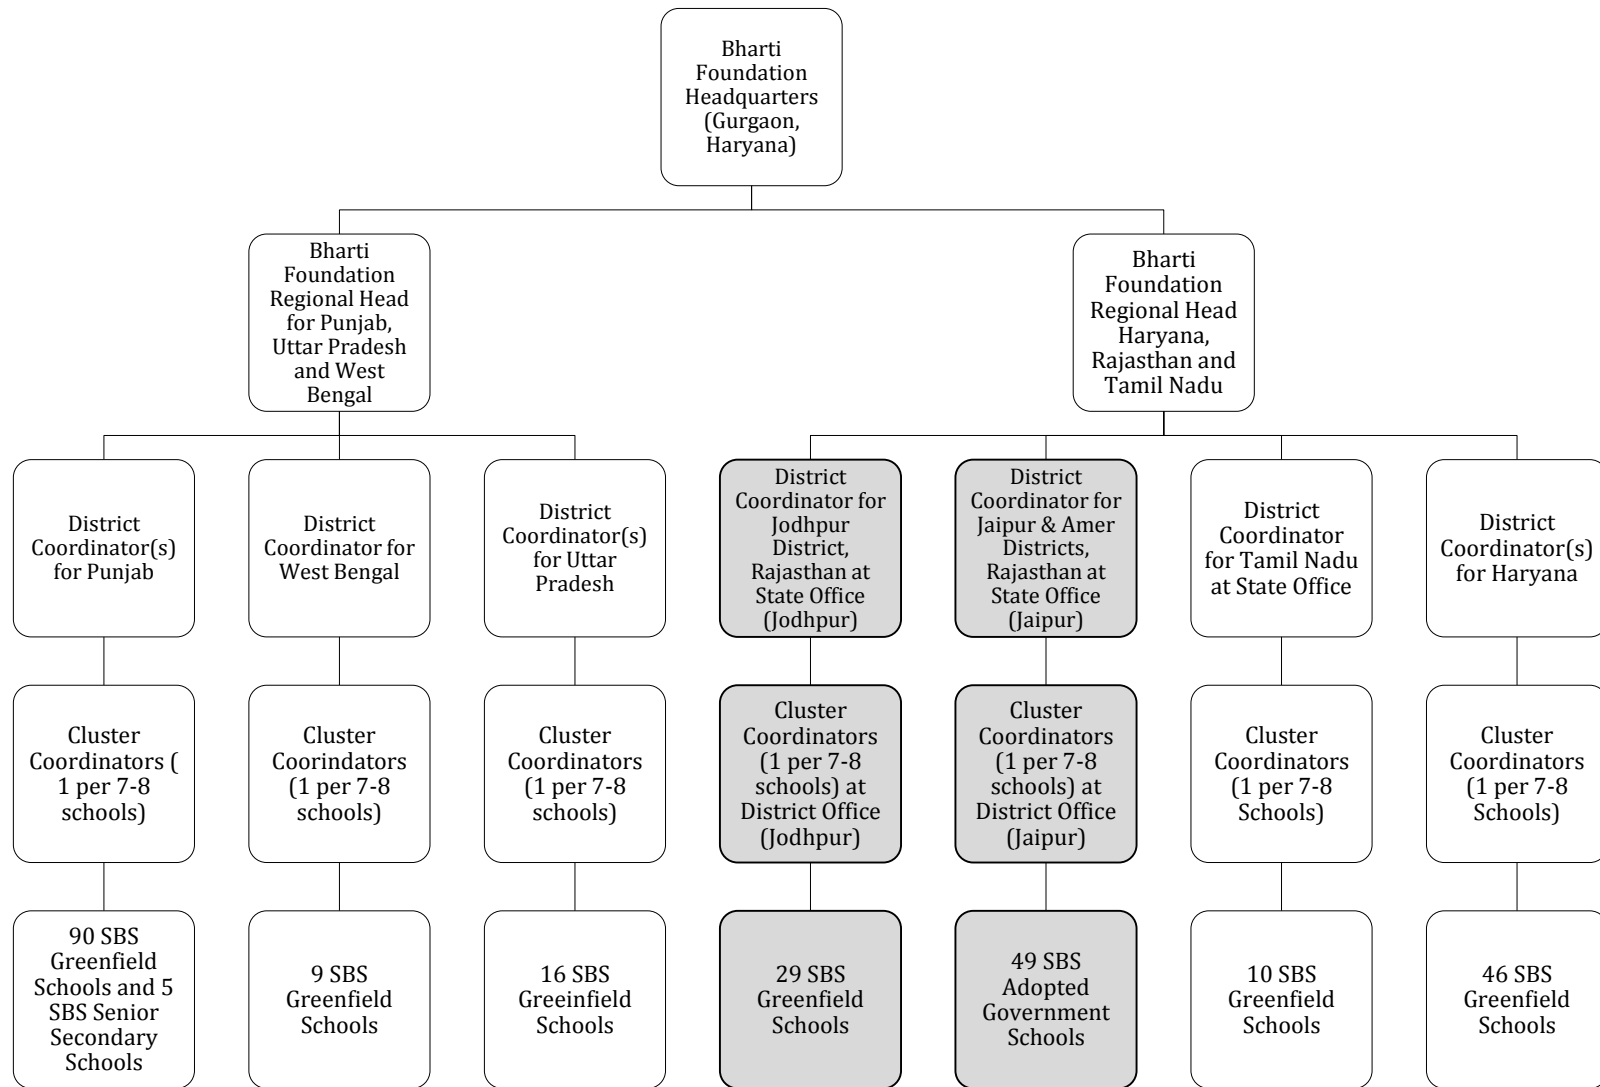 Bharti
Foundation
Headquarters
(Gurgaon,
Haryana)
Bharti
Foundation
Regional Head
for Punjab,
Uttar Pradesh
and West
Bengal
Bharti
Foundation
Regional Head
Haryana,
Rajasthan and
Tamil Nadu
District
Coordinator(s)
for Punjab
District
Coordinator for
West Bengal
District
Coordinator(s)
for Uttar
Pradesh
District
Coordinator for
Jodhpur
District,
Rajasthan at
State Office
(Jodhpur)
District
Coordinator for
Jaipur & Amer
Districts,
Rajasthan at
State Office
(Jaipur)
District
Coordinator
for Tamil Nadu
at State Office
District
Coordinator(s)
for Haryana
Cluster
Coordinators (
1 per 7-8
schools)
Cluster
Coorindators
(1 per 7-8
schools)
Cluster
Coordinators
(1 per 7-8
schools)
Cluster
Coordinators
(1 per 7-8
schools) at
District Office
(Jodhpur)
Cluster
Coordinators
(1 per 7-8
schools) at
District Office
(Jaipur)
Cluster
Coordinators
(1 per 7-8
Schools)
Cluster
Coordinators
(1 per 7-8
Schools)
90 SBS
Greenfield
Schools and 5
SBS Senior
Secondary
Schools
9 SBS
Greenfield
Schools
16 SBS
Greeinfield
Schools
29 SBS
Greenfield
Schools
49 SBS
Adopted
Government
Schools
10 SBS
Greenfield
Schools
46 SBS
Greenfield
Schools